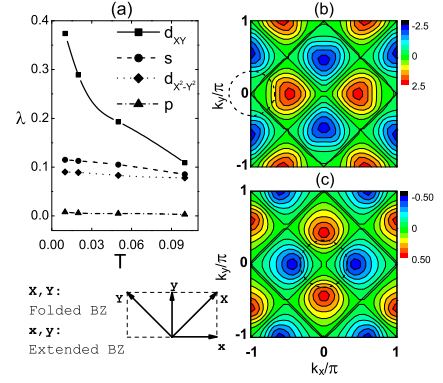 (a)
0.4
0.3
0.2
0.1
0.0
λ
0.00
0.03
0.06
0.09
T
d_XY
s
d_X²-Y²
p
(b)
1
0
-1
k_y/π
-2.5
0
2.5
(c)
1
0
-1
k_y/π
-1
0
1
k_x/π
-0.50
0
0.50
X,Y:
Folded BZ
x,y:
Extended BZ
Y
y
X
x